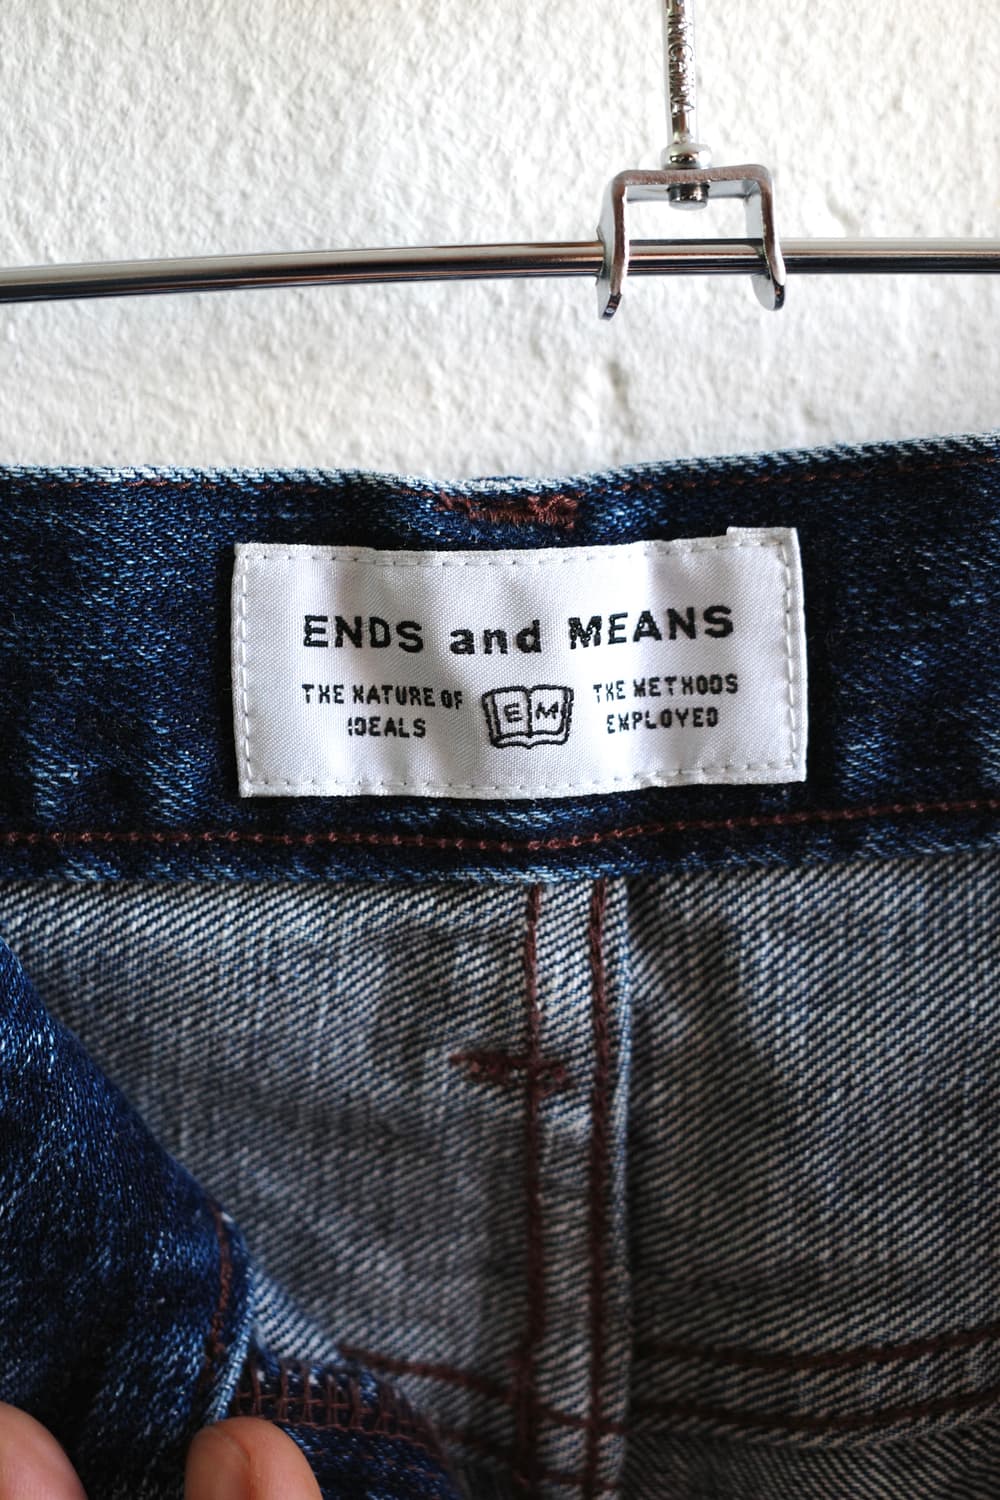 ENDS and MEANS
THE NATURE OF
IDEALS
EM
THE METHODS
EMPLOYED